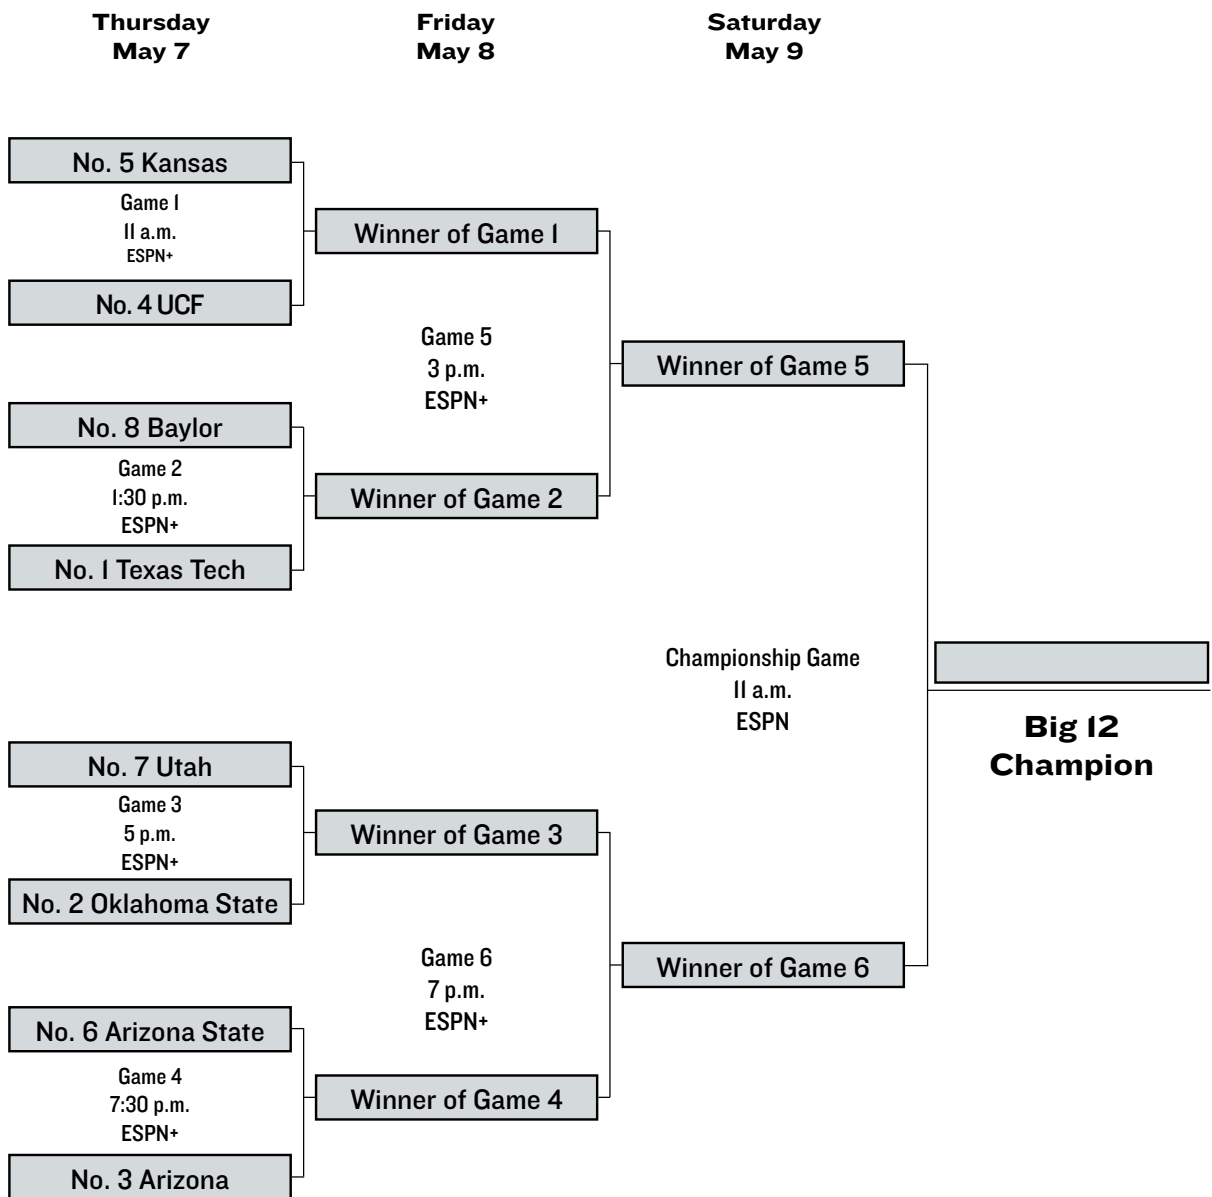 Thursday
May 7
Friday
May 8
Saturday
May 9
No. 5 Kansas
Game 1
11 a.m.
ESPN+
No. 4 UCF
Winner of Game 1
Game 5
3 p.m.
ESPN+
Winner of Game 5
No. 8 Baylor
Game 2
1:30 p.m.
ESPN+
No. 1 Texas Tech
Winner of Game 2
Championship Game
11 a.m.
ESPN
Big 12
Champion
No. 7 Utah
Game 3
5 p.m.
ESPN+
No. 2 Oklahoma State
Winner of Game 3
Game 6
7 p.m.
ESPN+
Winner of Game 6
No. 6 Arizona State
Game 4
7:30 p.m.
ESPN+
No. 3 Arizona
Winner of Game 4